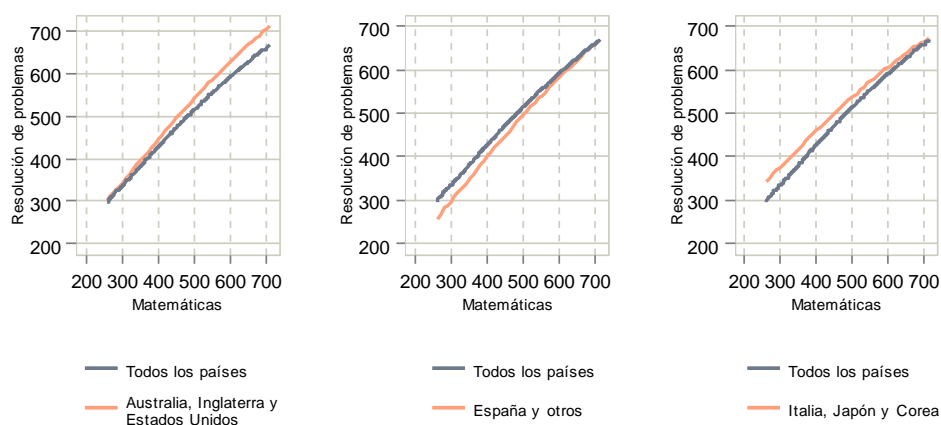 Resolución de problemas
700
600
500
400
300
200
200 300 400 500 600 700
Matemáticas
Todos los países
Australia, Inglaterra y
Estados Unidos
Resolución de problemas
700
600
500
400
300
200
200 300 400 500 600 700
Matemáticas
Todos los países
España y otros
Resolución de problemas
700
600
500
400
300
200
200 300 400 500 600 700
Matemáticas
Todos los países
Italia, Japón y Corea